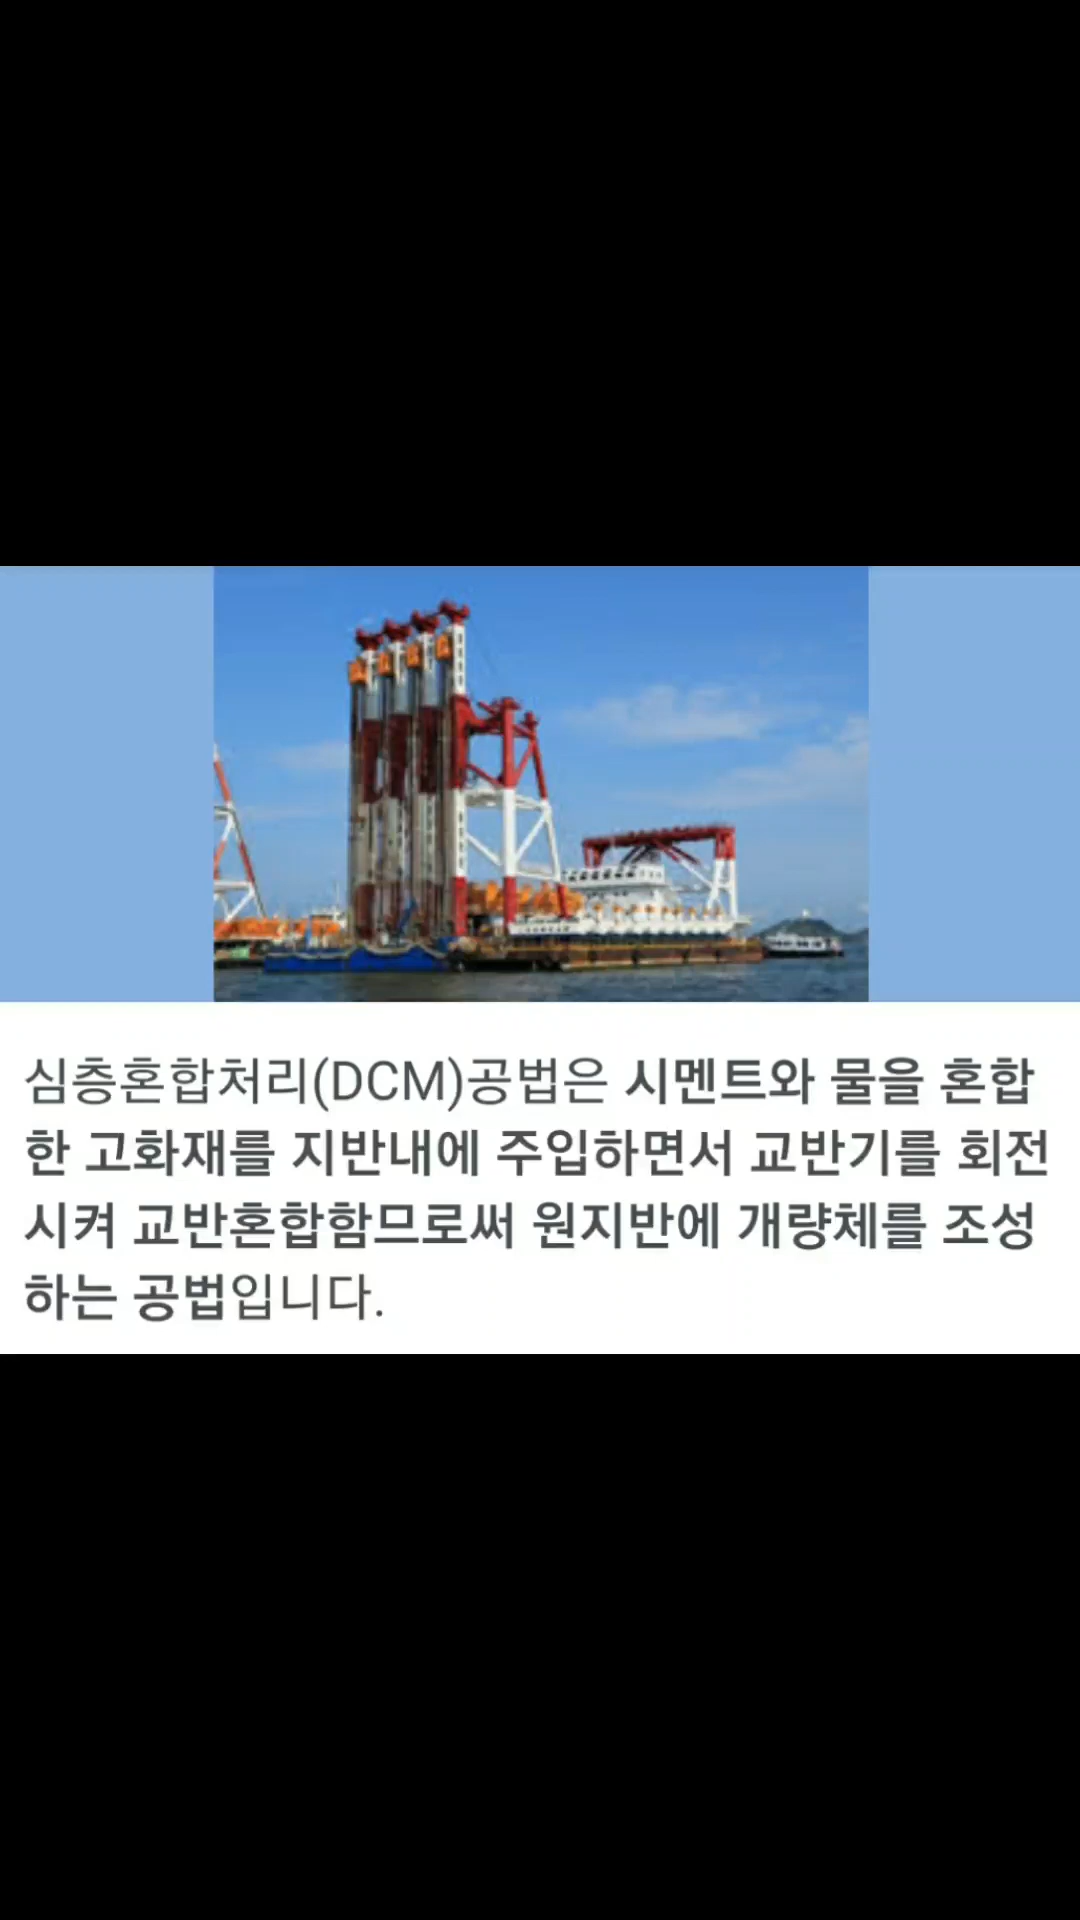 심층혼합처리(DCM)공법은 시멘트와 물을 혼합
한 고화재를 지반내에 주입하면서 교반기를 회전
시켜 교반혼합함므로써 원지반에 개량체를 조성
하는 공법입니다.